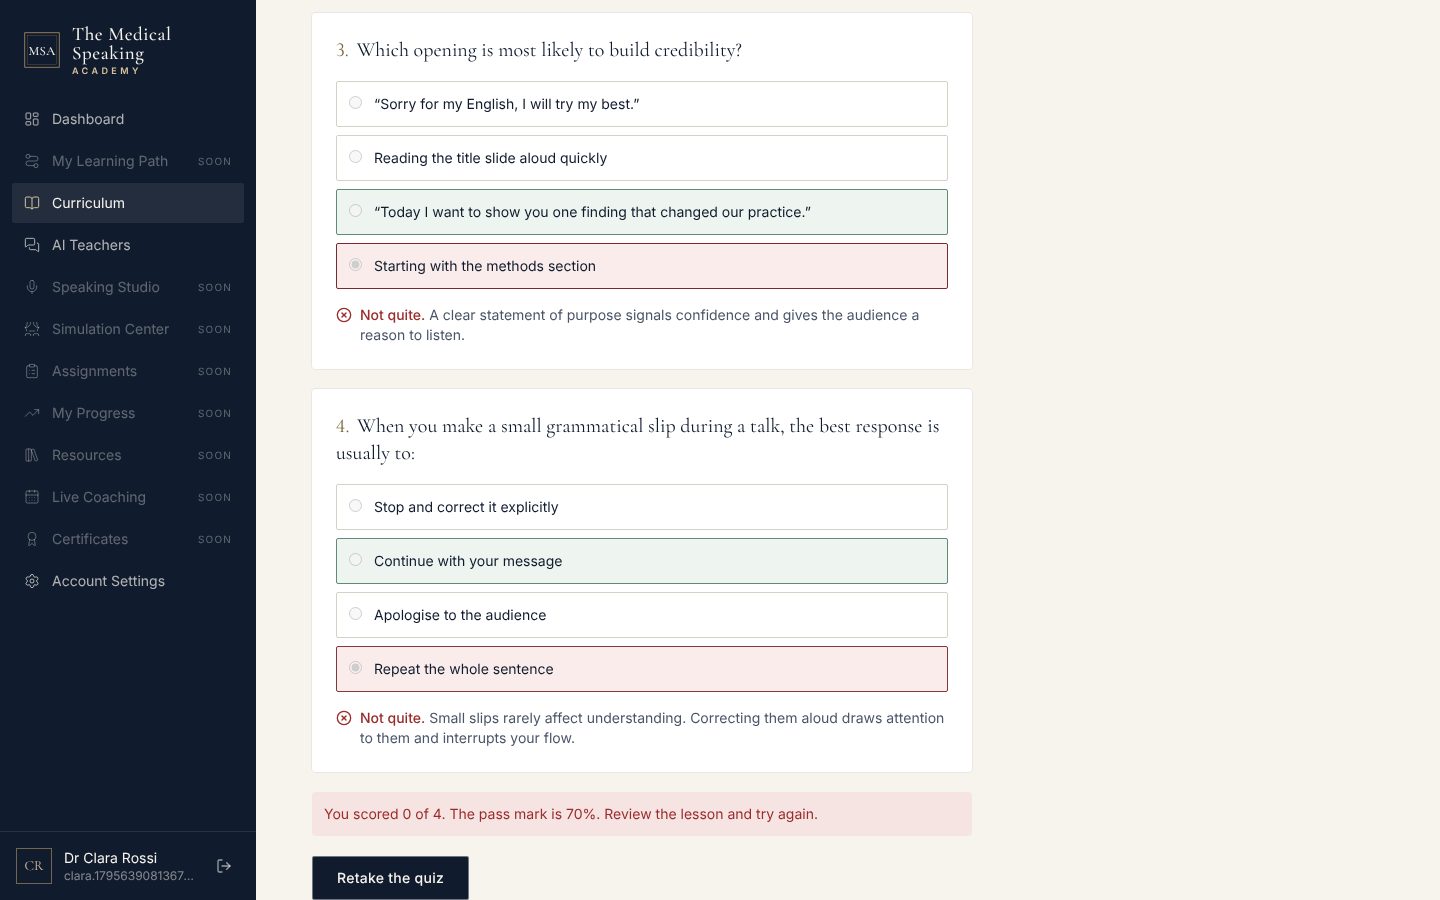 MSA
The Medical
Speaking
ACADEMY
Dashboard
My Learning Path SOON
Curriculum
AI Teachers
Speaking Studio SOON
Simulation Center SOON
Assignments SOON
My Progress SOON
Resources SOON
Live Coaching SOON
Certificates SOON
Account Settings
CR
Dr Clara Rossi
clara.1795639081367...
3. Which opening is most likely to build credibility?
“Sorry for my English, I will try my best.”
Reading the title slide aloud quickly
“Today I want to show you one finding that changed our practice.”
Starting with the methods section
Not quite. A clear statement of purpose signals confidence and gives the audience a
reason to listen.
4. When you make a small grammatical slip during a talk, the best response is
usually to:
Stop and correct it explicitly
Continue with your message
Apologise to the audience
Repeat the whole sentence
Not quite. Small slips rarely affect understanding. Correcting them aloud draws attention
to them and interrupts your flow.
You scored 0 of 4. The pass mark is 70%. Review the lesson and try again.
Retake the quiz